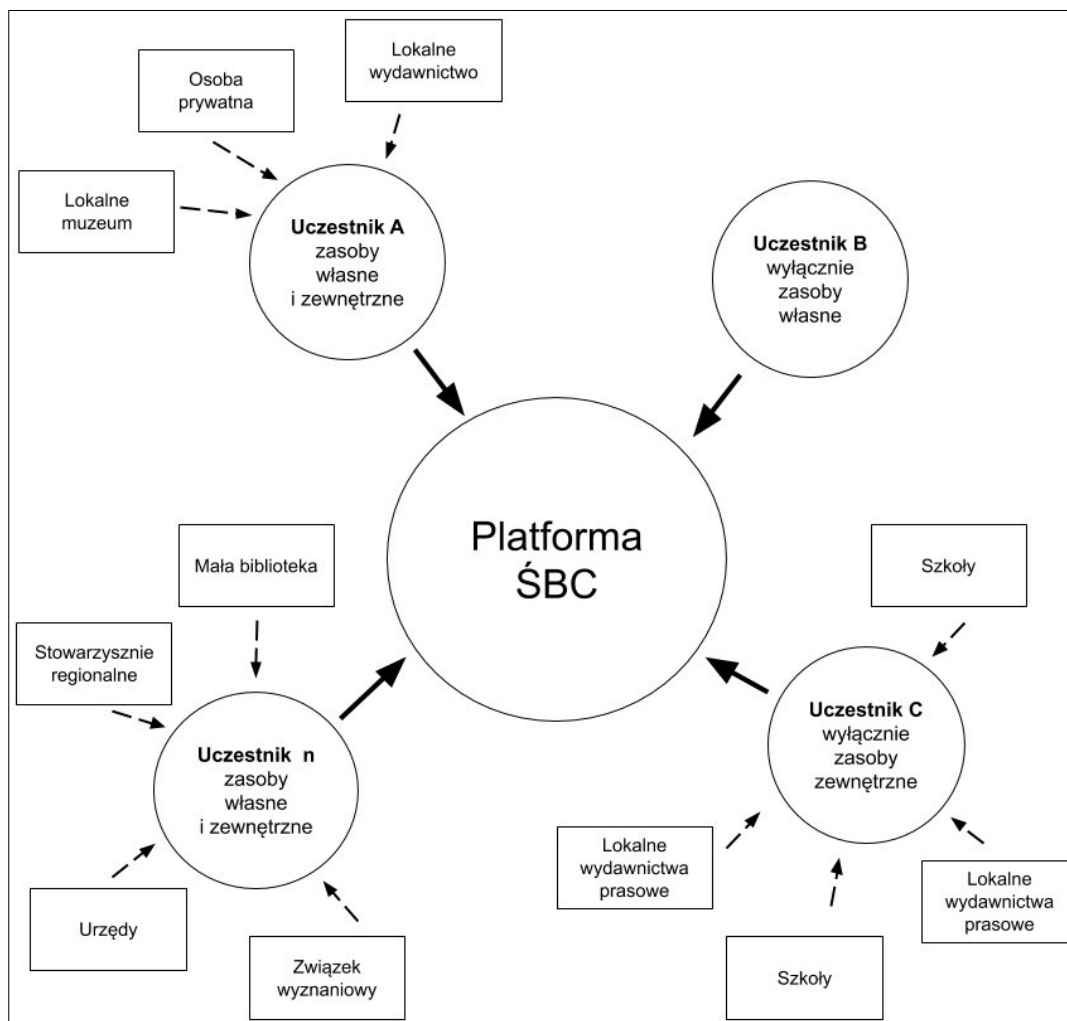 Lokalne
wydawnictwo
Osoba
prywatna
Lokalne
muzeum
Uczestnik A
zasoby
własne
i zewnętrzne
Uczestnik B
wyłącznie
zasoby
własne
Platforma
ŚBC
Mała biblioteka
Stowarzysznie
regionalne
Uczestnik n
zasoby
własne
i zewnętrzne
Urzędy
Związek
wyznaniowy
Szkoły
Uczestnik C
wyłącznie
zasoby
zewnętrzne
Lokalne
wydawnictwa
prasowe
Lokalne
wydawnictwa
prasowe
Szkoły